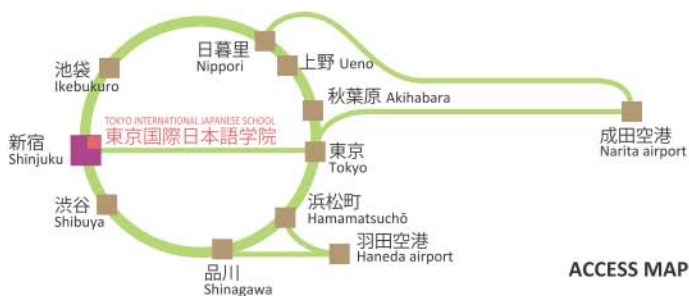 日暮里
Nippori
上野 Ueno
池袋
Ikebukuro
秋葉原 Akihabara
TOKYO INTERNATIONAL JAPANESE SCHOOL
東京国際日本語学院
新宿
Shinjuku
東京
Tokyo
成田空港
Narita airport
渋谷
Shibuya
浜松町
Hamamatsuchō
羽田空港
Haneda airport
品川
Shinagawa
ACCESS MAP